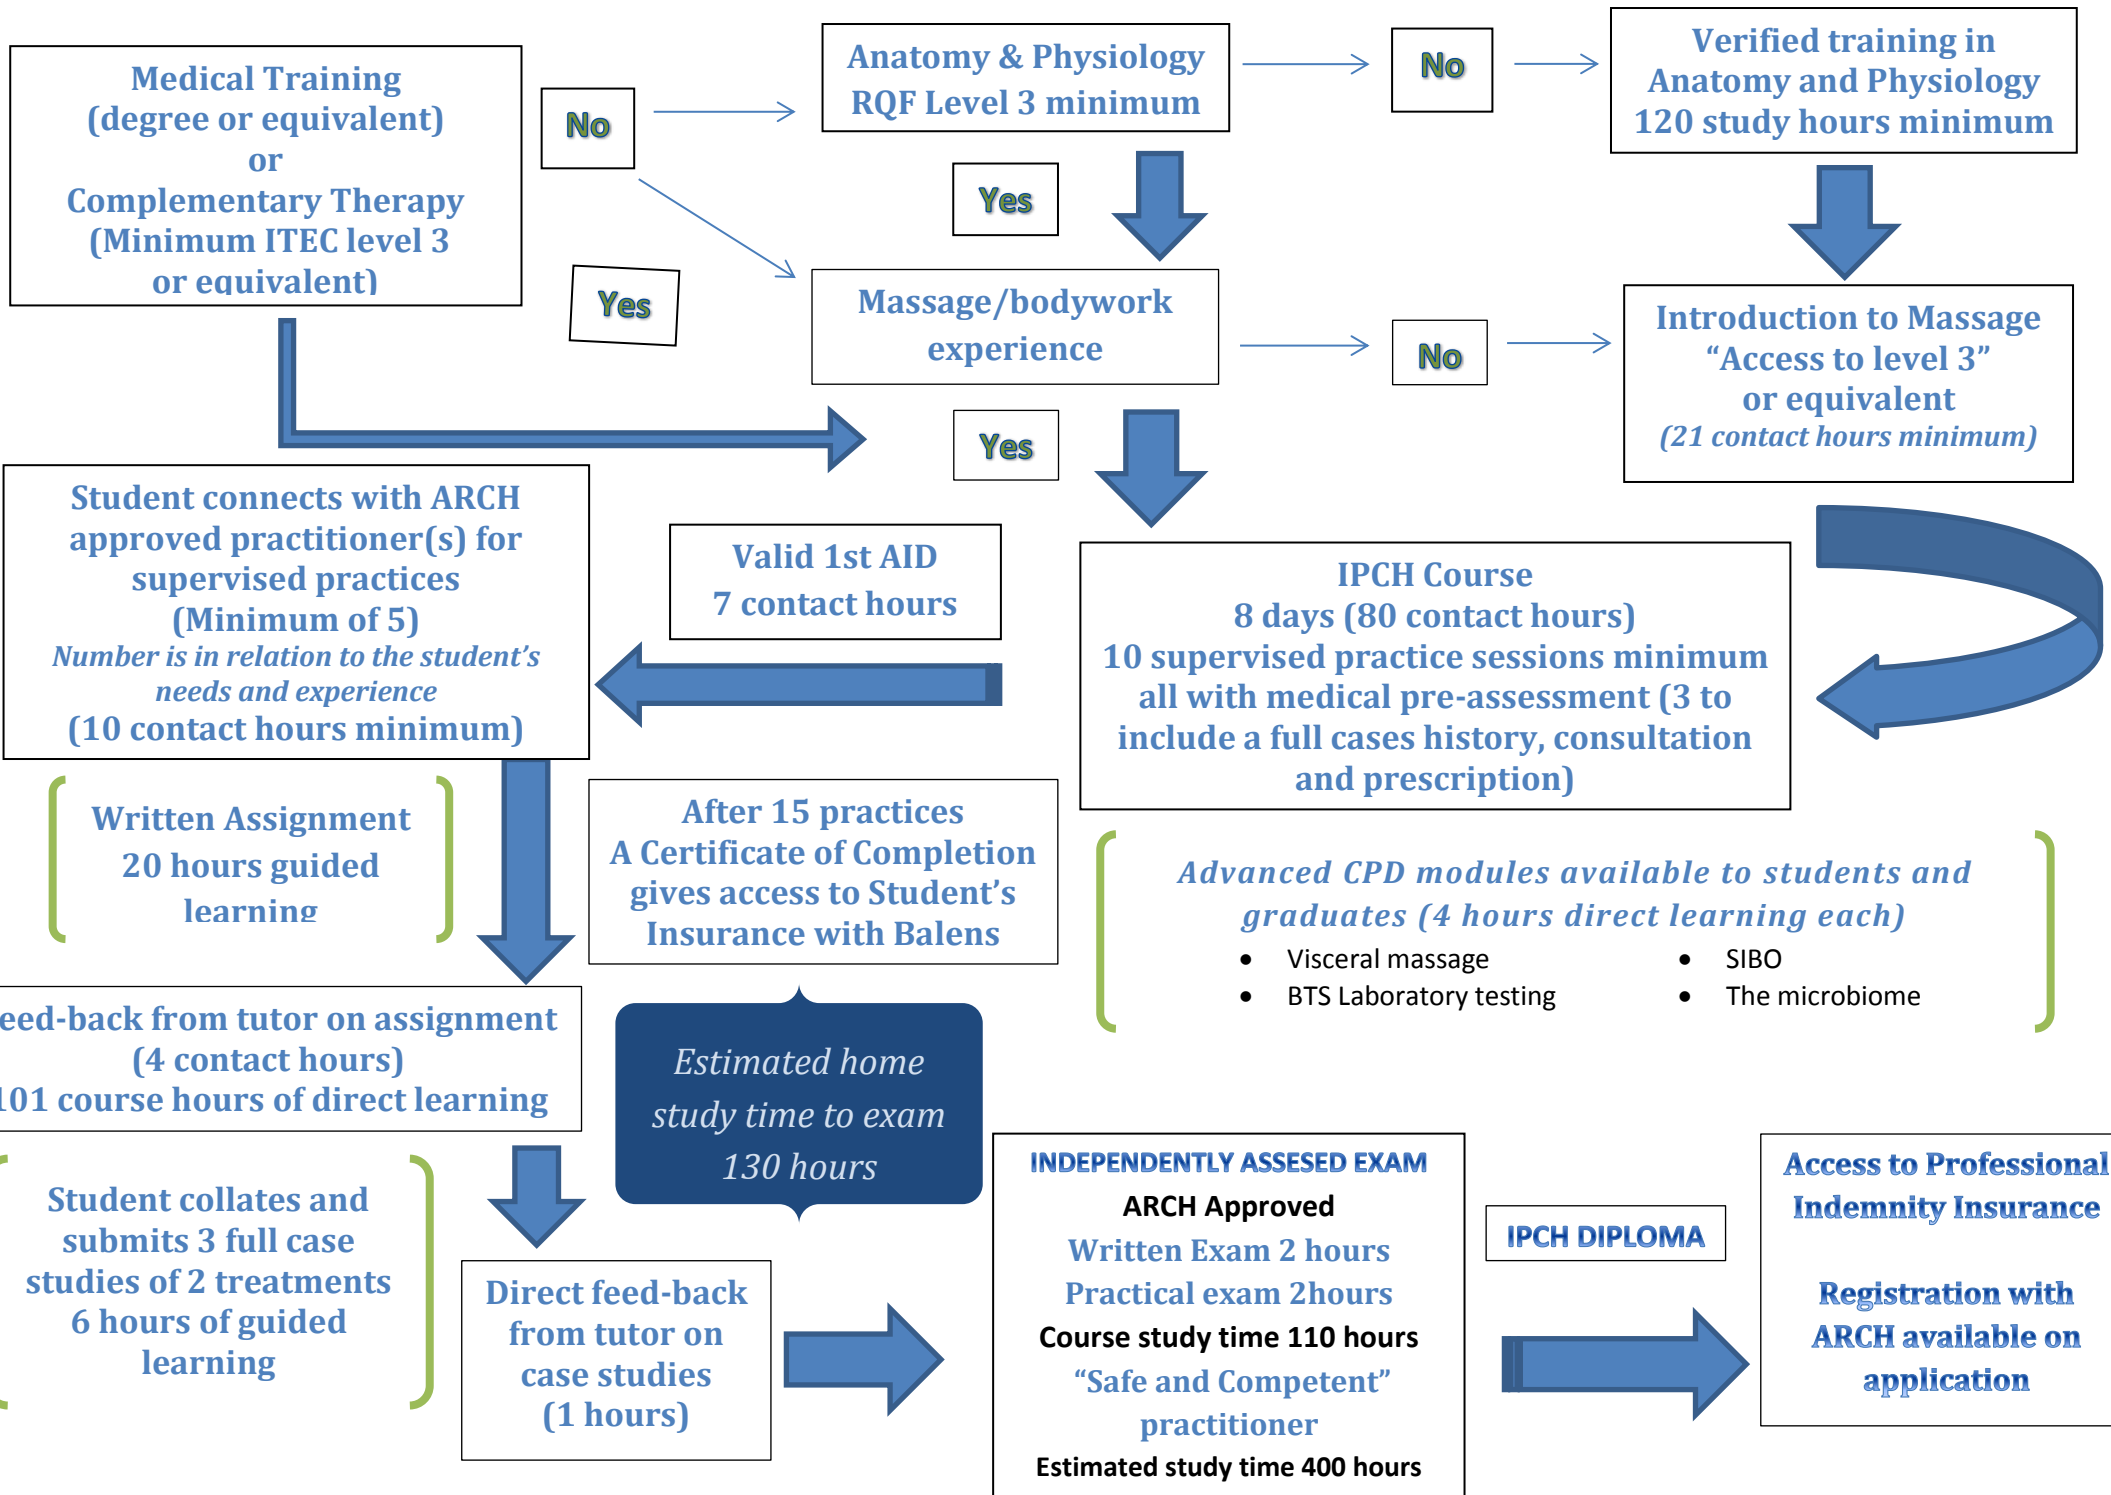 Medical Training
(degree or equivalent)
or
Complementary Therapy
(Minimum ITEC level 3
or equivalent)
No
Yes
Anatomy & Physiology
RQF Level 3 minimum
No
Verified training in
Anatomy and Physiology
120 study hours minimum
Yes
Massage/bodywork
experience
No
Introduction to Massage
“Access to level 3”
or equivalent
(21 contact hours minimum)
Yes
Student connects with ARCH
approved practitioner(s) for
supervised practices
(Minimum of 5)
Number is in relation to the student’s
needs and experience
(10 contact hours minimum)
Valid 1st AID
7 contact hours
IPCH Course
8 days (80 contact hours)
10 supervised practice sessions minimum
all with medical pre-assessment (3 to
include a full cases history, consultation
and prescription)
Written Assignment
20 hours guided
learning
After 15 practices
A Certificate of Completion
gives access to Student’s
Insurance with Balens
Advanced CPD modules available to students and
graduates (4 hours direct learning each)
• Visceral massage
• BTS Laboratory testing
• SIBO
• The microbiome
eed-back from tutor on assignment
(4 contact hours)
101 course hours of direct learning
Estimated home
study time to exam
130 hours
Student collates and
submits 3 full case
studies of 2 treatments
6 hours of guided
learning
Direct feed-back
from tutor on
case studies
(1 hours)
INDEPENDENTLY ASSESED EXAM
ARCH Approved
Written Exam 2 hours
Practical exam 2hours
Course study time 110 hours
“Safe and Competent”
practitioner
Estimated study time 400 hours
IPCH DIPLOMA
Access to Professional
Indemnity Insurance
Registration with
ARCH available on
application